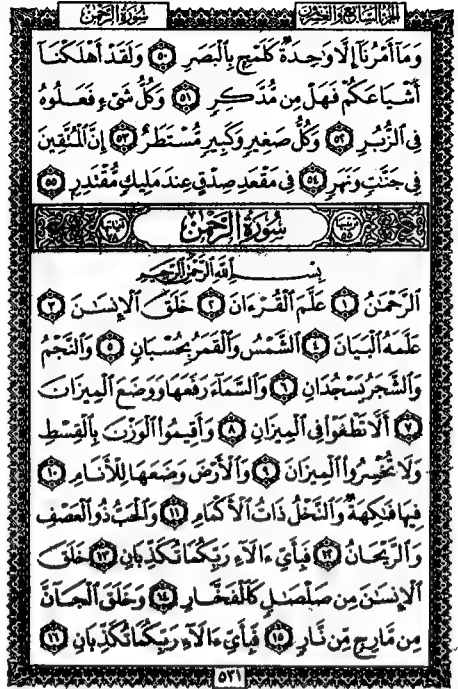 الجزء السابع والعشرون سورة الرحمن
وَمَآ أَمْرُنَآ إِلَّا وَٰحِدَةٌ كَلَمْحٍۭ بِٱلْبَصَرِ ٥٠ وَلَقَدْ أَهْلَكْنَآ
أَشْيَاعَكُمْ فَهَلْ مِن مُّدَّكِرٍ ٥١ وَكُلُّ شَىْءٍ فَعَلُوهُ
فِى ٱلزُّبُرِ ٥٢ وَكُلُّ صَغِيرٍ وَكَبِيرٍ مُّسْتَطَرٌ ٥٣ إِنَّ ٱلْمُتَّقِينَ
فِى جَنَّٰتٍ وَنَهَرٍ ٥٤ فِى مَقْعَدِ صِدْقٍ عِندَ مَلِيكٍ مُّقْتَدِرٍۭ ٥٥
سُورَةُ الرَّحْمَٰنِ
بِسْمِ ٱللَّهِ ٱلرَّحْمَٰنِ ٱلرَّحِيمِ
ٱلرَّحْمَٰنُ ١ عَلَّمَ ٱلْقُرْءَانَ ٢ خَلَقَ ٱلْإِنسَٰنَ ٣
عَلَّمَهُ ٱلْبَيَانَ ٤ ٱلشَّمْسُ وَٱلْقَمَرُ بِحُسْبَانٍ ٥ وَٱلنَّجْمُ
وَٱلشَّجَرُ يَسْجُدَانِ ٦ وَٱلسَّمَآءَ رَفَعَهَا وَوَضَعَ ٱلْمِيزَانَ
٧ أَلَّا تَطْغَوْا۟ فِى ٱلْمِيزَانِ ٨ وَأَقِيمُوا۟ ٱلْوَزْنَ بِٱلْقِسْطِ
وَلَا تُخْسِرُوا۟ ٱلْمِيزَانَ ٩ وَٱلْأَرْضَ وَضَعَهَا لِلْأَنَامِ ١٠
فِيهَا فَٰكِهَةٌ وَٱلنَّخْلُ ذَاتُ ٱلْأَكْمَامِ ١١ وَٱلْحَبُّ ذُو ٱلْعَصْفِ
وَٱلرَّيْحَانُ ١٢ فَبِأَىِّ ءَالَآءِ رَبِّكُمَا تُكَذِّبَانِ ١٣ خَلَقَ
ٱلْإِنسَٰنَ مِن صَلْصَٰلٍ كَٱلْفَخَّارِ ١٤ وَخَلَقَ ٱلْجَآنَّ
مِن مَّارِجٍ مِّن نَّارٍ ١٥ فَبِأَىِّ ءَالَآءِ رَبِّكُمَا تُكَذِّبَانِ ١٦
٥٣١